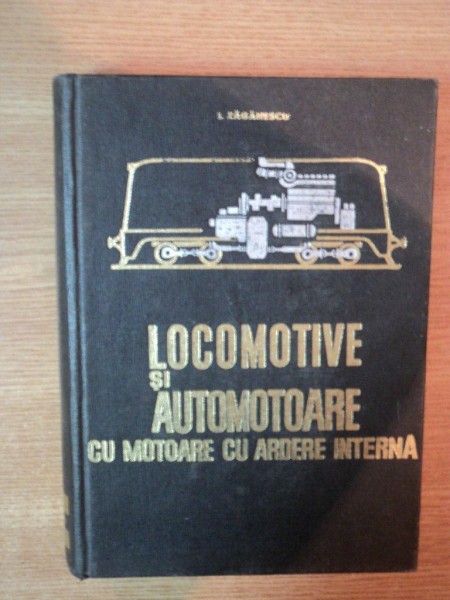 I. ZĂGĂNESCU
LOCOMOTIVE
ȘI
AUTOMOTOARE
CU MOTOARE CU ARDERE INTERNA